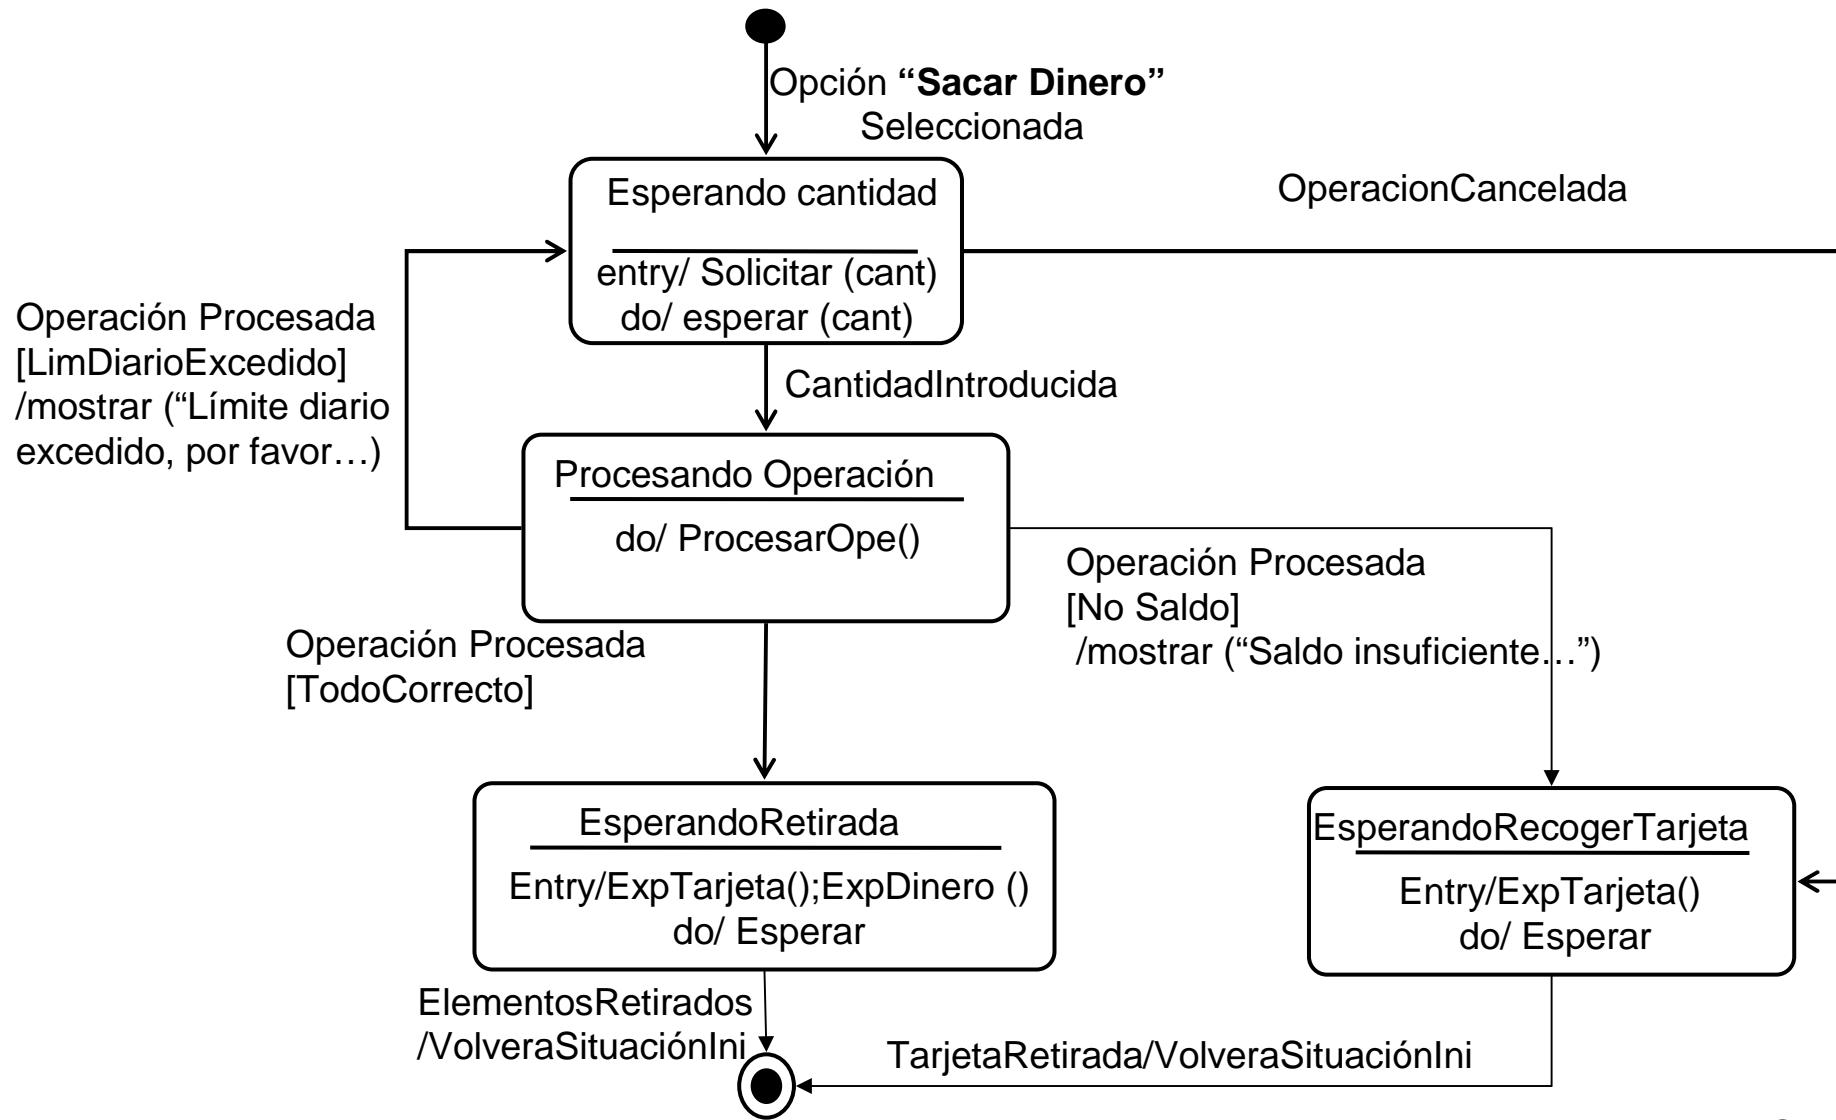 Opción “Sacar Dinero”
Seleccionada
Esperando cantidad
entry/ Solicitar (cant)
do/ esperar (cant)
OperacionCancelada
Operación Procesada
[LimDiarioExcedido]
/mostrar (“Límite diario
excedido, por favor…)
CantidadIntroducida
Procesando Operación
do/ ProcesarOpe()
Operación Procesada
[No Saldo]
/mostrar (“Saldo insuficiente…”)
Operación Procesada
[TodoCorrecto]
EsperandoRetirada
Entry/ExpTarjeta();ExpDinero ()
do/ Esperar
EsperandoRecogerTarjeta
Entry/ExpTarjeta()
do/ Esperar
ElementosRetirados
/VolveraSituaciónIni
TarjetaRetirada/VolveraSituaciónIni